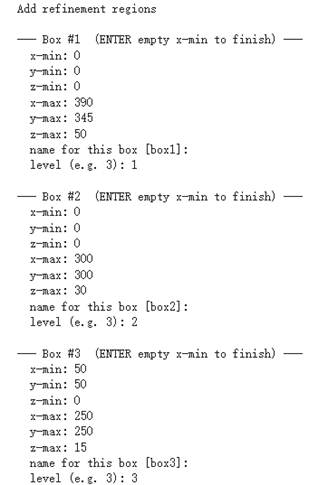 Add refinement regions
─── Box #1  (ENTER empty x-min to finish) ───
x-min: 0
y-min: 0
z-min: 0
x-max: 390
y-max: 345
z-max: 50
name for this box [box1]:
level (e.g. 3): 1
─── Box #2  (ENTER empty x-min to finish) ───
x-min: 0
y-min: 0
z-min: 0
x-max: 300
y-max: 300
z-max: 30
name for this box [box2]:
level (e.g. 3): 2
─── Box #3  (ENTER empty x-min to finish) ───
x-min: 50
y-min: 50
z-min: 0
x-max: 250
y-max: 250
z-max: 15
name for this box [box3]:
level (e.g. 3): 3